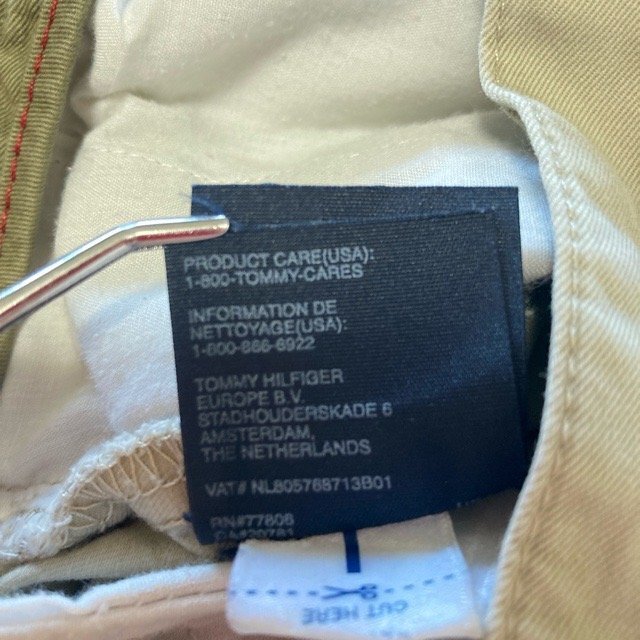 PRODUCT CARE(USA):
1-800-TOMMY-CARES
INFORMATION DE
NETTOYAGE(USA):
1-800-866-6922
TOMMY HILFIGER
EUROPE B.V.
STADHOUDERSKADE 6
AMSTERDAM,
THE NETHERLANDS
VAT# NL805768713B01
RN#77806
CUT HERE